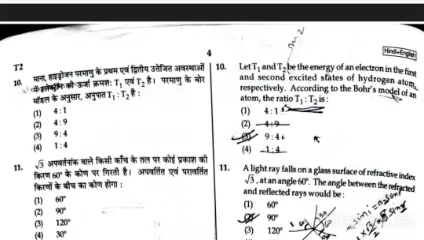 4
Hindi+English
T2
10. माना, हाइड्रोजन परमाणु के प्रथम एवं द्वितीय उत्तेजित अवस्थाओं
में इलेक्ट्रॉन की ऊर्जा क्रमशः T₁ एवं T₂ है। परमाणु के बोर
मॉडल के अनुसार, अनुपात T₁ : T₂ है :
(1) 4 : 1
(2) 4 : 9
(3) 9 : 4
(4) 1 : 4
11. √3 अपवर्तनांक वाले किसी काँच के तल पर कोई प्रकाश की
किरण 60° के कोण पर गिरती है। अपवर्तित एवं परावर्तित
किरणों के बीच का कोण होगा :
(1) 60°
(2) 90°
(3) 120°
(4) 30°
10. Let T₁ and T₂ be the energy of an electron in the first
and second excited states of hydrogen atom,
respectively. According to the Bohr's model of an
atom, the ratio T₁ : T₂ is :
(1) 4 : 1
(2) 4 : 9
(3) 9 : 4
(4) 1 : 4
11. A light ray falls on a glass surface of refractive index
√3, at an angle 60°. The angle between the refracted
and reflected rays would be :
(1) 60°
(2) 90°
(3) 120°